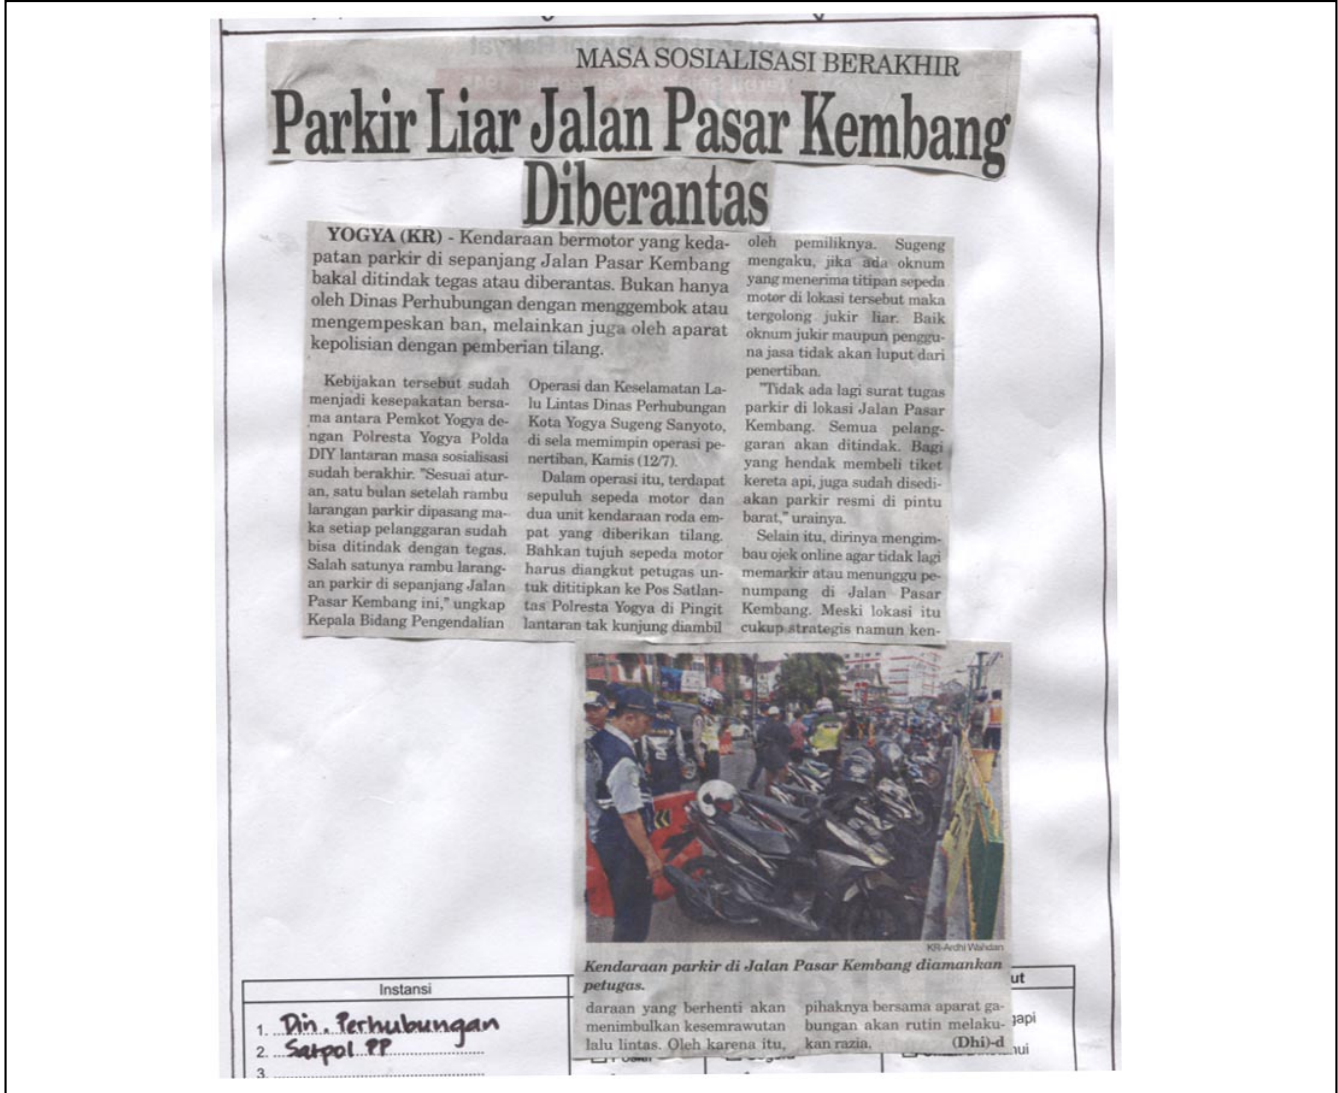 MASA SOSIALISASI BERAKHIR
Parkir Liar Jalan Pasar Kembang
Diberantas
YOGYA (KR) - Kendaraan bermotor yang keda-
patan parkir di sepanjang Jalan Pasar Kembang
bakal ditindak tegas atau diberantas. Bukan hanya
oleh Dinas Perhubungan dengan menggembok atau
mengempeskan ban, melainkan juga oleh aparat
kepolisian dengan pemberian tilang.
Kebijakan tersebut sudah
menjadi kesepakatan bersa-
ma antara Pemkot Yogya de-
ngan Polresta Yogya Polda
DIY lantaran masa sosialisasi
sudah berakhir. "Sesuai atur-
an, satu bulan setelah rambu
larangan parkir dipasang ma-
ka setiap pelanggaran sudah
bisa ditindak dengan tegas.
Salah satunya rambu larang-
an parkir di sepanjang Jalan
Pasar Kembang ini," ungkap
Kepala Bidang Pengendalian
Operasi dan Keselamatan La-
lu Lintas Dinas Perhubungan
Kota Yogya Sugeng Sanyoto,
di sela memimpin operasi pe-
nertiban, Kamis (12/7).
Dalam operasi itu, terdapat
sepuluh sepeda motor dan
dua unit kendaraan roda em-
pat yang diberikan tilang.
Bahkan tujuh sepeda motor
harus diangkut petugas un-
tuk dititipkan ke Pos Satlan-
tas Polresta Yogya di Pingit
lantaran tak kunjung diambil
oleh pemiliknya. Sugeng
mengaku, jika ada oknum
yang menerima titipan sepeda
motor di lokasi tersebut maka
tergolong jukir liar. Baik
oknum jukir maupun penggu-
na jasa tidak akan luput dari
penertiban.
"Tidak ada lagi surat tugas
parkir di lokasi Jalan Pasar
Kembang. Semua pelang-
garan akan ditindak. Bagi
yang hendak membeli tiket
kereta api, juga sudah disedi-
akan parkir resmi di pintu
barat," urainya.
Selain itu, dirinya mengim-
bau ojek online agar tidak lagi
memarkir atau menunggu pe-
numpang di Jalan Pasar
Kembang. Meski lokasi itu
cukup strategis namun ken-
KR-Ardhi Wahdan
Kendaraan parkir di Jalan Pasar Kembang diamankan
petugas.
daraan yang berhenti akan
menimbulkan kesemrawutan
lalu lintas. Oleh karena itu,
pihaknya bersama aparat ga-
bungan akan rutin melaku-
kan razia. (Dhi)-d
Instansi
1. Din. Perhubungan
2. Satpol PP
3.
ut